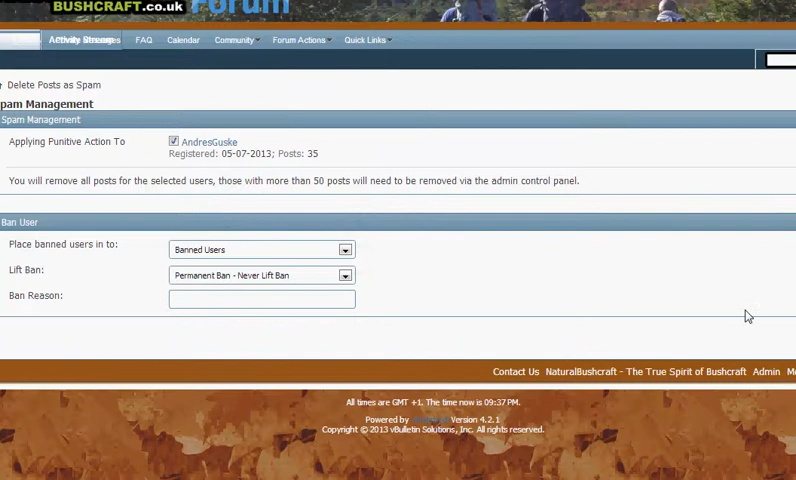 BUSHCRAFT.co.uk Forum
Activity Stream FAQ Calendar Community Forum Actions Quick Links
Delete Posts as Spam
pam Management
Spam Management
Applying Punitive Action To
AndresGuske
Registered: 05-07-2013; Posts: 35
You will remove all posts for the selected users, those with more than 50 posts will need to be removed via the admin control panel.
Ban User
Place banned users in to: Banned Users
Lift Ban: Permanent Ban - Never Lift Ban
Ban Reason:
Contact Us NaturalBushcraft - The True Spirit of Bushcraft Admin M
All times are GMT +1. The time now is 09:37 PM.
Powered by Version 4.2.1
Copyright © 2013 vBulletin Solutions, Inc. All rights reserved.